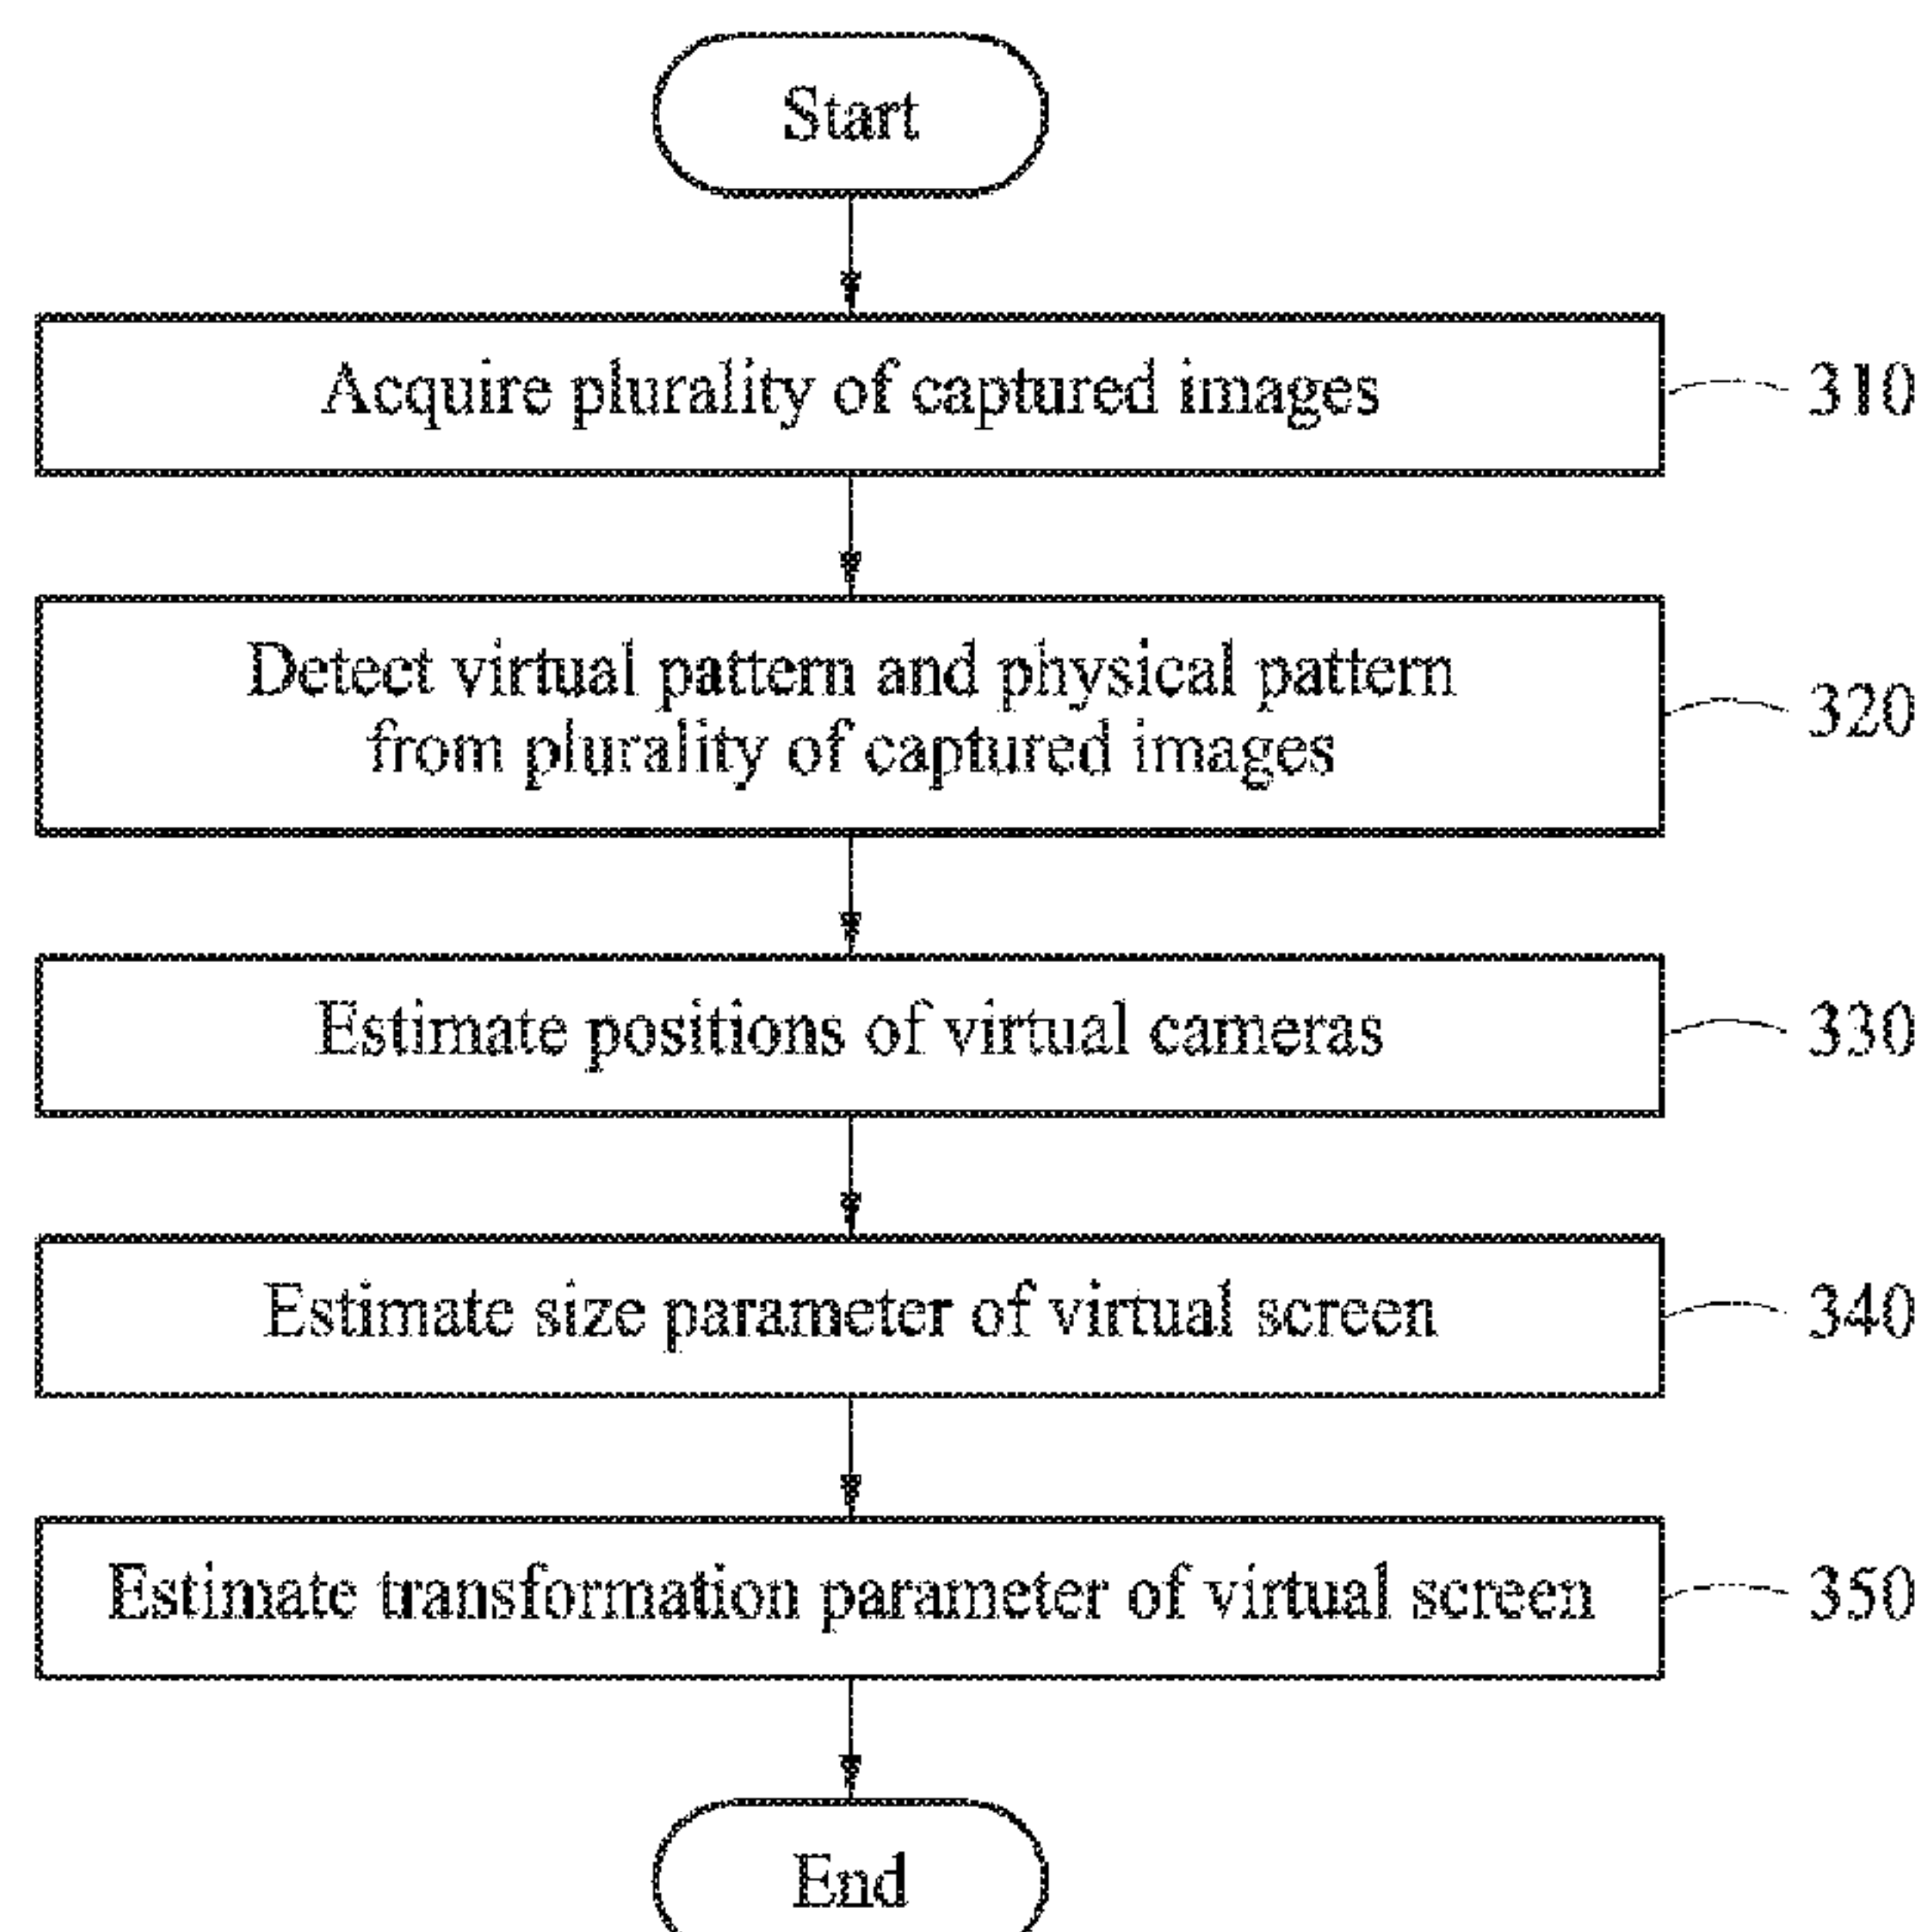 Start
Acquire plurality of captured images
310
Detect virtual pattern and physical pattern
from plurality of captured images
320
Estimate positions of virtual cameras
330
Estimate size parameter of virtual screen
340
Estimate transformation parameter of virtual screen
350
End